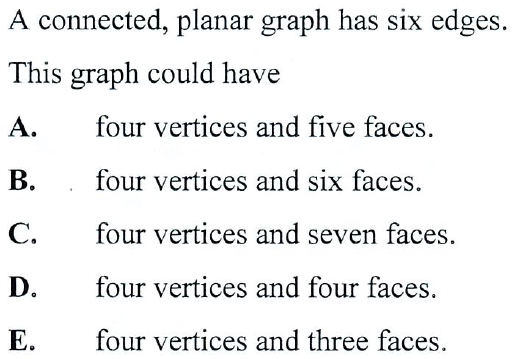 A connected, planar graph has six edges.
This graph could have
A. four vertices and five faces.
B. four vertices and six faces.
C. four vertices and seven faces.
D. four vertices and four faces.
E. four vertices and three faces.